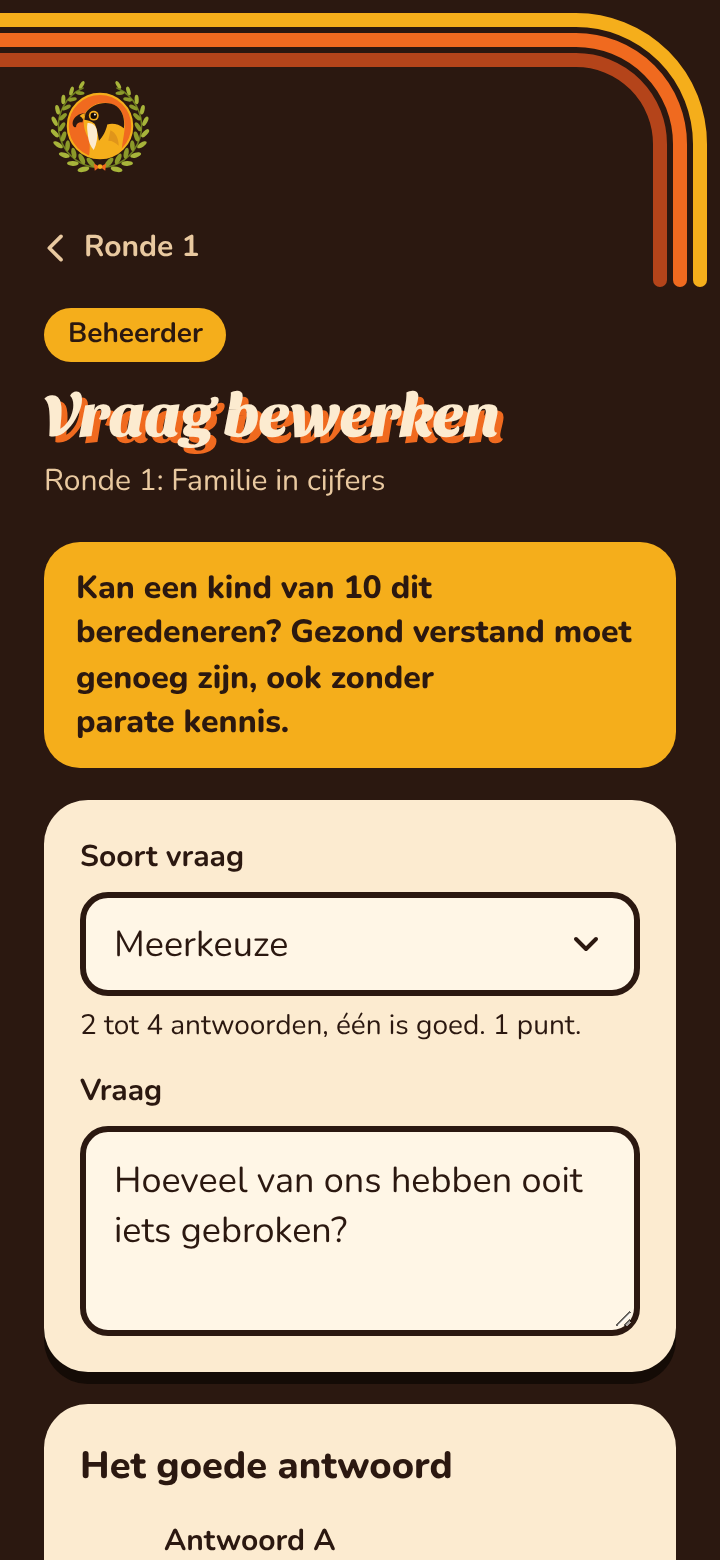 Ronde 1
Beheerder
Vraag bewerken
Ronde 1: Familie in cijfers
Kan een kind van 10 dit
beredeneren? Gezond verstand moet
genoeg zijn, ook zonder
parate kennis.
Soort vraag
Meerkeuze
2 tot 4 antwoorden, één is goed. 1 punt.
Vraag
Hoeveel van ons hebben ooit
iets gebroken?
Het goede antwoord
Antwoord A